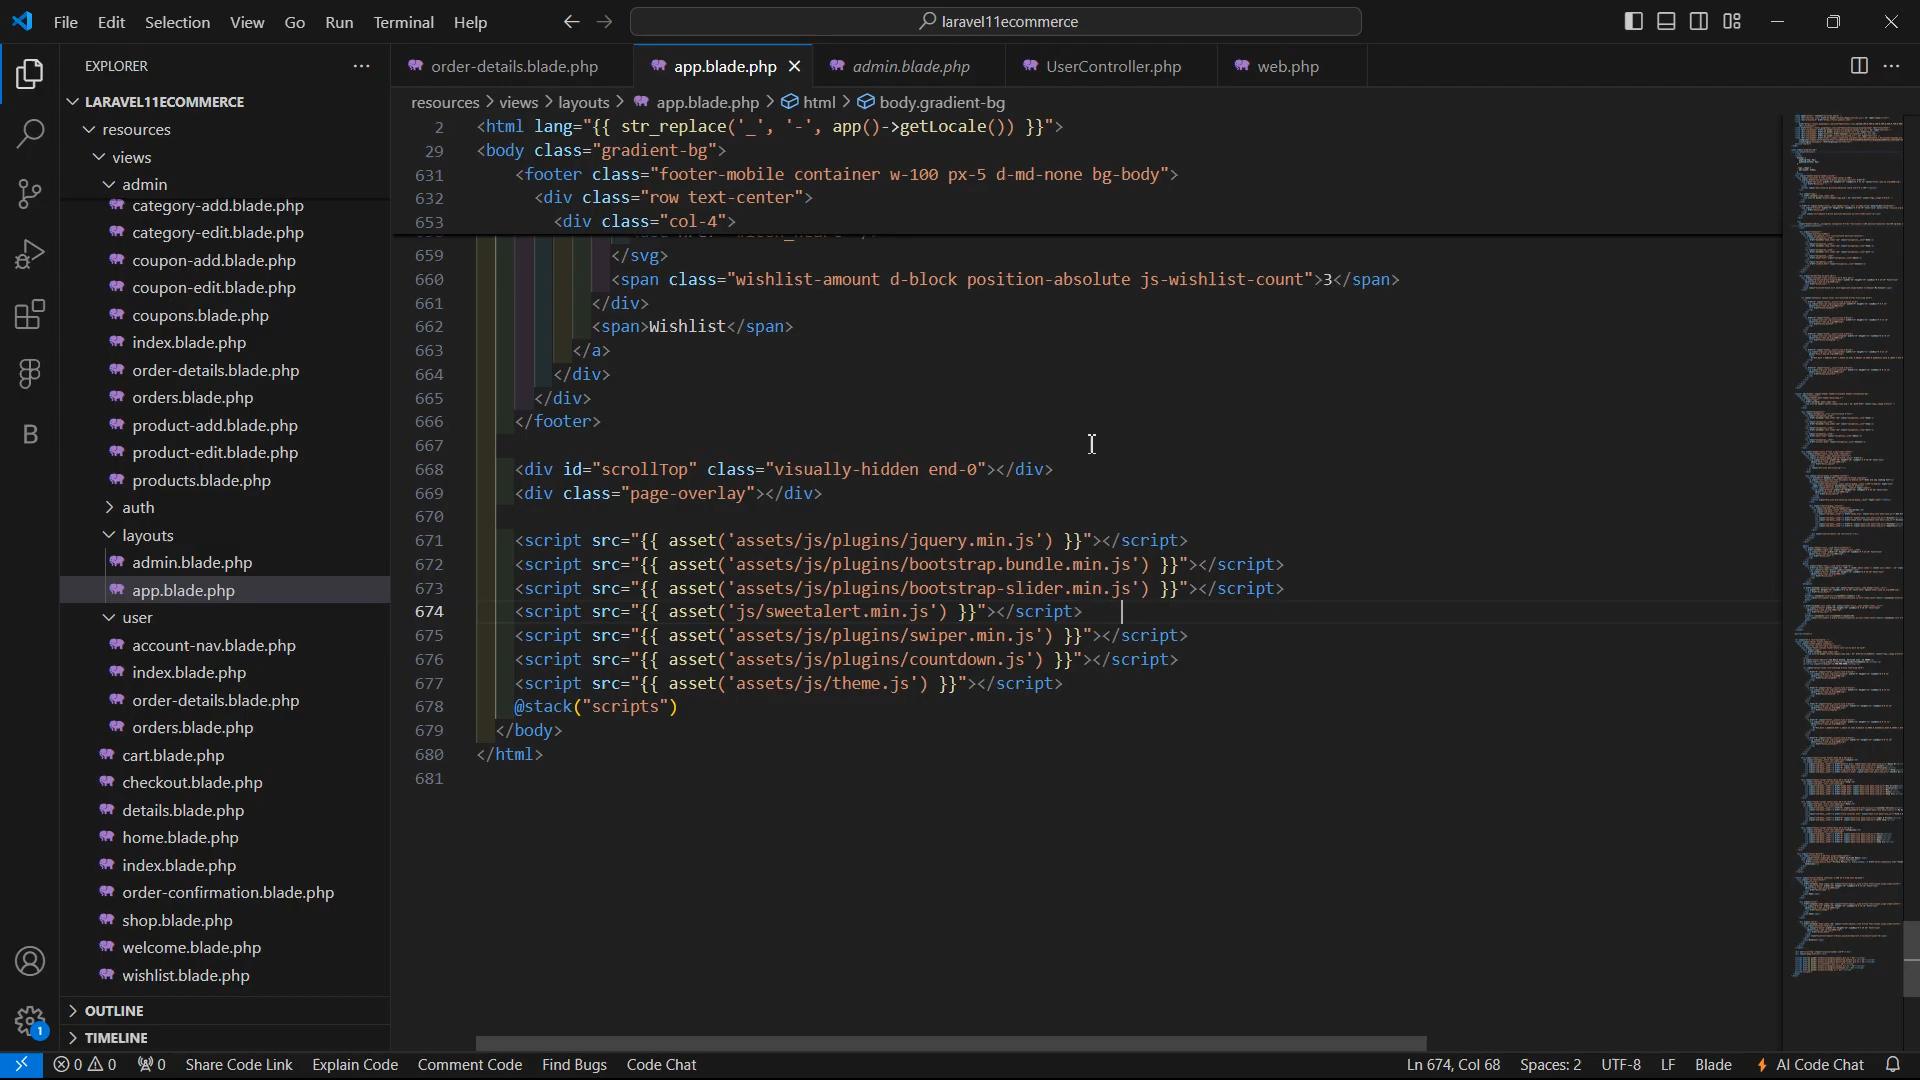 File Edit Selection View Go Run Terminal Help
laravel11ecommerce
EXPLORER
order-details.blade.php
app.blade.php
admin.blade.php
UserController.php
web.php
LARAVEL11ECOMMERCE
resources
views
admin
category-add.blade.php
category-edit.blade.php
coupon-add.blade.php
coupon-edit.blade.php
coupons.blade.php
index.blade.php
order-details.blade.php
orders.blade.php
product-add.blade.php
product-edit.blade.php
products.blade.php
auth
layouts
admin.blade.php
app.blade.php
user
account-nav.blade.php
index.blade.php
order-details.blade.php
orders.blade.php
cart.blade.php
checkout.blade.php
details.blade.php
home.blade.php
index.blade.php
order-confirmation.blade.php
shop.blade.php
welcome.blade.php
wishlist.blade.php
OUTLINE
TIMELINE
resources > views > layouts > app.blade.php > html > body.gradient-bg
2 <html lang="{{ str_replace('_', '-', app()->getLocale()) }}">
29 <body class="gradient-bg">
631 <footer class="footer-mobile container w-100 px-5 d-md-none bg-body">
632 <div class="row text-center">
653 <div class="col-4">
659 </svg>
660 <span class="wishlist-amount d-block position-absolute js-wishlist-count">3</span>
661 </div>
662 <span>Wishlist</span>
663 </a>
664 </div>
665 </div>
666 </footer>
667
668 <div id="scrollTop" class="visually-hidden end-0"></div>
669 <div class="page-overlay"></div>
670
671 <script src="{{ asset('assets/js/plugins/jquery.min.js') }}"></script>
672 <script src="{{ asset('assets/js/plugins/bootstrap.bundle.min.js') }}"></script>
673 <script src="{{ asset('assets/js/plugins/bootstrap-slider.min.js') }}"></script>
674 <script src="{{ asset('js/sweetalert.min.js') }}"></script>
675 <script src="{{ asset('assets/js/plugins/swiper.min.js') }}"></script>
676 <script src="{{ asset('assets/js/plugins/countdown.js') }}"></script>
677 <script src="{{ asset('assets/js/theme.js') }}"></script>
678 @stack("scripts")
679 </body>
680 </html>
681
1
0 0 0 Share Code Link Explain Code Comment Code Find Bugs Code Chat
Ln 674, Col 68 Spaces: 2 UTF-8 LF Blade AI Code Chat